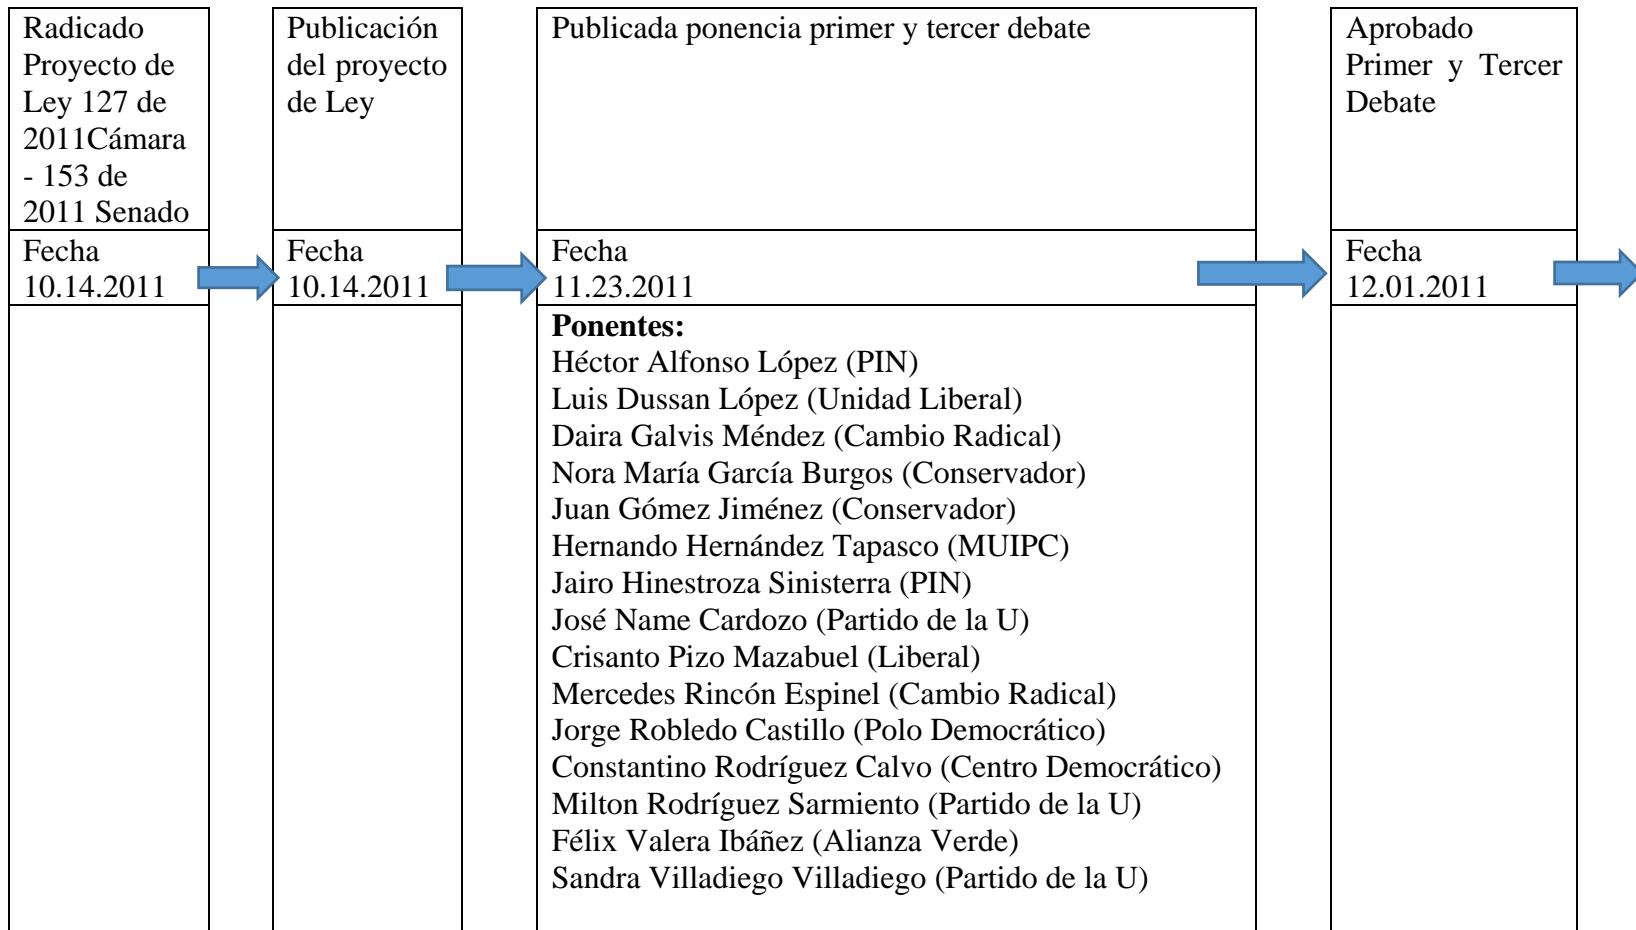 Radicado
Proyecto de
Ley 127 de
2011Cámara
- 153 de
2011 Senado
Fecha
10.14.2011
Publicación
del proyecto
de Ley
Fecha
10.14.2011
Publicada ponencia primer y tercer debate
Fecha
11.23.2011
Ponentes:
Héctor Alfonso López (PIN)
Luis Dussan López (Unidad Liberal)
Daira Galvis Méndez (Cambio Radical)
Nora María García Burgos (Conservador)
Juan Gómez Jiménez (Conservador)
Hernando Hernández Tapasco (MUIPC)
Jairo Hinestroza Sinisterra (PIN)
José Name Cardozo (Partido de la U)
Crisanto Pizo Mazabuel (Liberal)
Mercedes Rincón Espinel (Cambio Radical)
Jorge Robledo Castillo (Polo Democrático)
Constantino Rodríguez Calvo (Centro Democrático)
Milton Rodríguez Sarmiento (Partido de la U)
Félix Valera Ibáñez (Alianza Verde)
Sandra Villadiego Villadiego (Partido de la U)
Aprobado
Primer y Tercer
Debate
Fecha
12.01.2011